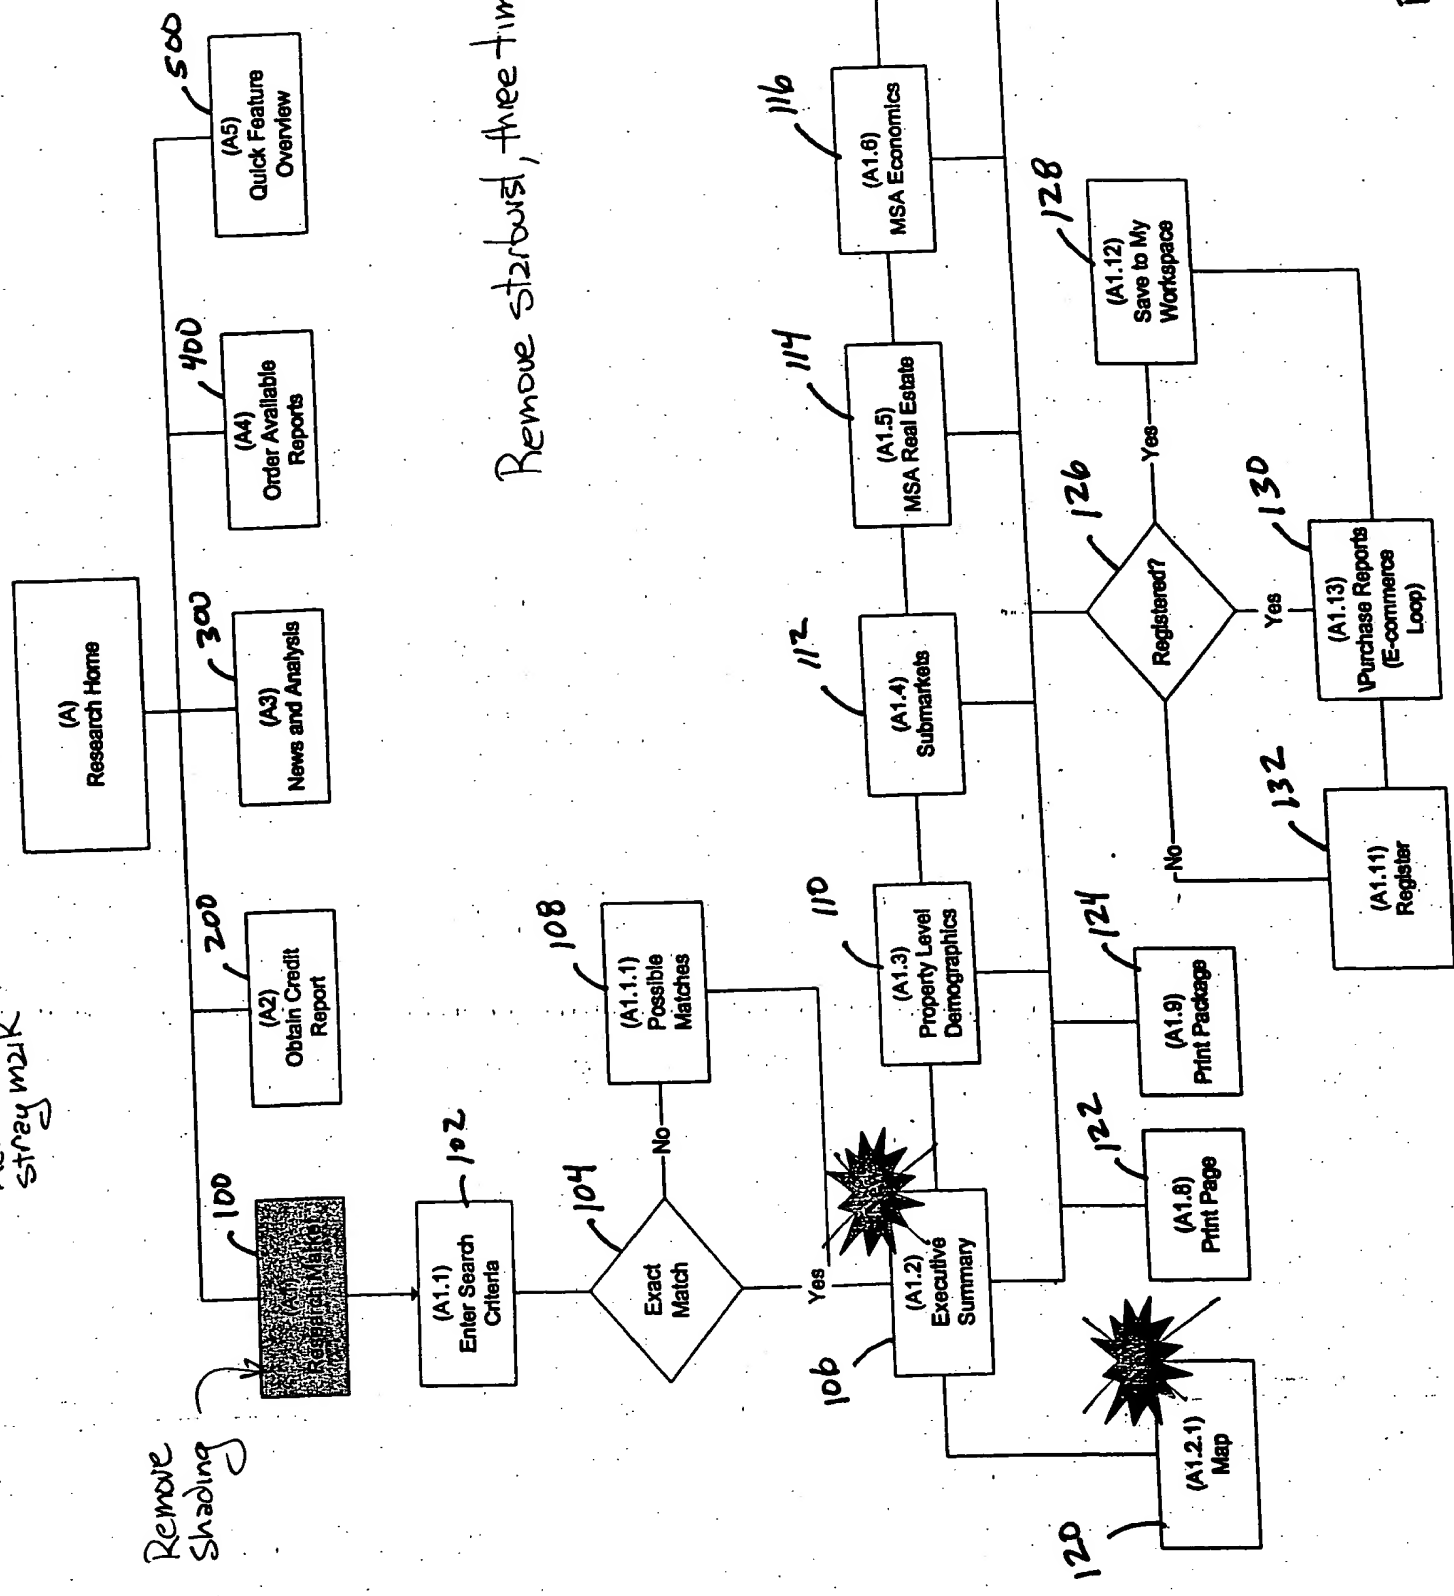 stray mark
Remove
Shading
(A)
Research Home
100
(A1)
Research Market
200
(A2)
Obtain Credit
Report
300
(A3)
News and Analysis
400
(A4)
Order Available
Reports
500
(A5)
Quick Feature
Overview
Remove starburst, three
102
(A1.1)
Enter Search
Criteria
104
Exact
Match
No
108
(A1.1.1)
Possible
Matches
Yes
106
(A1.2)
Executive
Summary
110
(A1.3)
Property Level
Demographics
112
(A1.4)
Submarkets
114
(A1.5)
MSA Real Estate
116
(A1.6)
MSA Economics
120
(A1.2.1)
Map
122
(A1.8)
Print Page
124
(A1.9)
Print Package
126
Registered?
No
Yes
Yes
128
(A1.12)
Save to My
Workspace
132
(A1.11)
Register
130
(A1.13)
\Purchase Reports
(E-commerce
Loop)